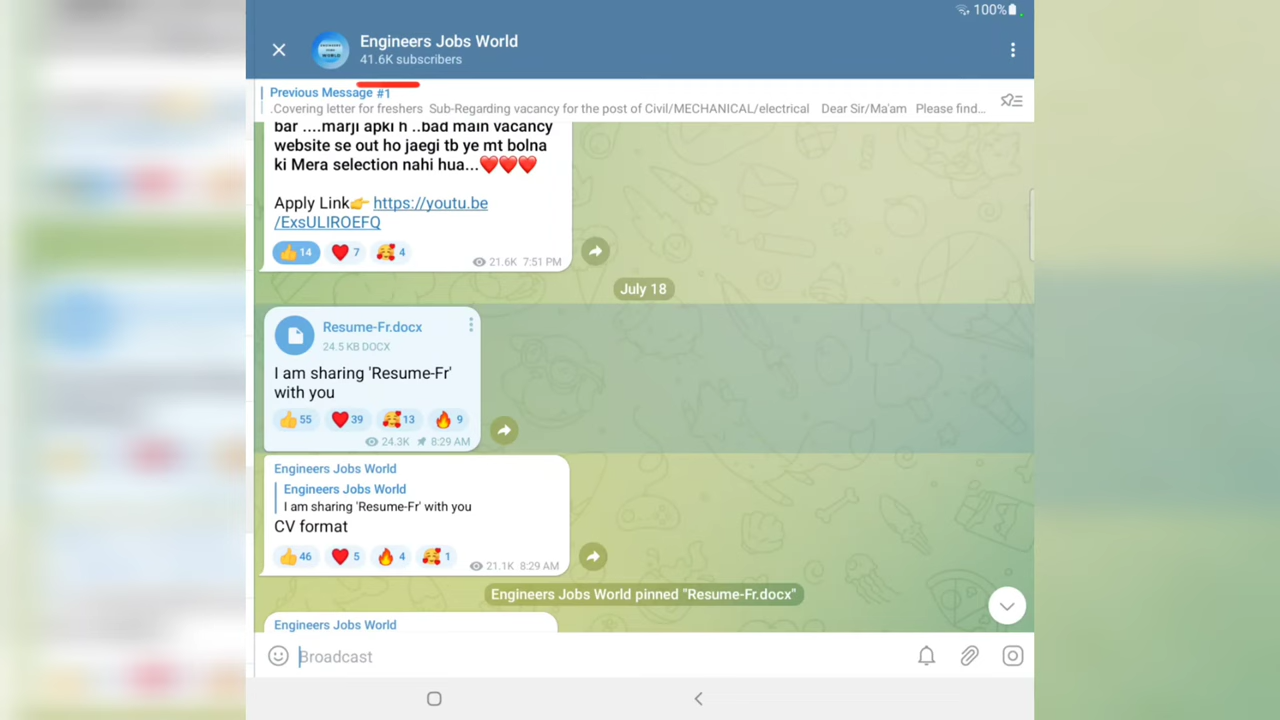 100%
Engineers Jobs World
41.6K subscribers
Previous Message #1
.Covering letter for freshers Sub-Regarding vacancy for the post of Civil/MECHANICAL/electrical Dear Sir/Ma'am Please find...
bar ....marji apki h ..bad main vacancy
website se out ho jaegi tb ye mt bolna
ki Mera selection nahi hua...❤️❤️❤️
Apply Link👉 https://youtu.be
/ExsULIROEFQ
👍 14 ❤️ 7 🥰 4
21.6K 7:51 PM
July 18
Resume-Fr.docx
24.5 KB DOCX
I am sharing 'Resume-Fr'
with you
👍 55 ❤️ 39 🥰 13 🔥 9
24.3K 8:29 AM
Engineers Jobs World
Engineers Jobs World
I am sharing 'Resume-Fr' with you
CV format
👍 46 ❤️ 5 🔥 4 🥰 1
21.1K 8:29 AM
Engineers Jobs World pinned "Resume-Fr.docx"
Engineers Jobs World
Broadcast